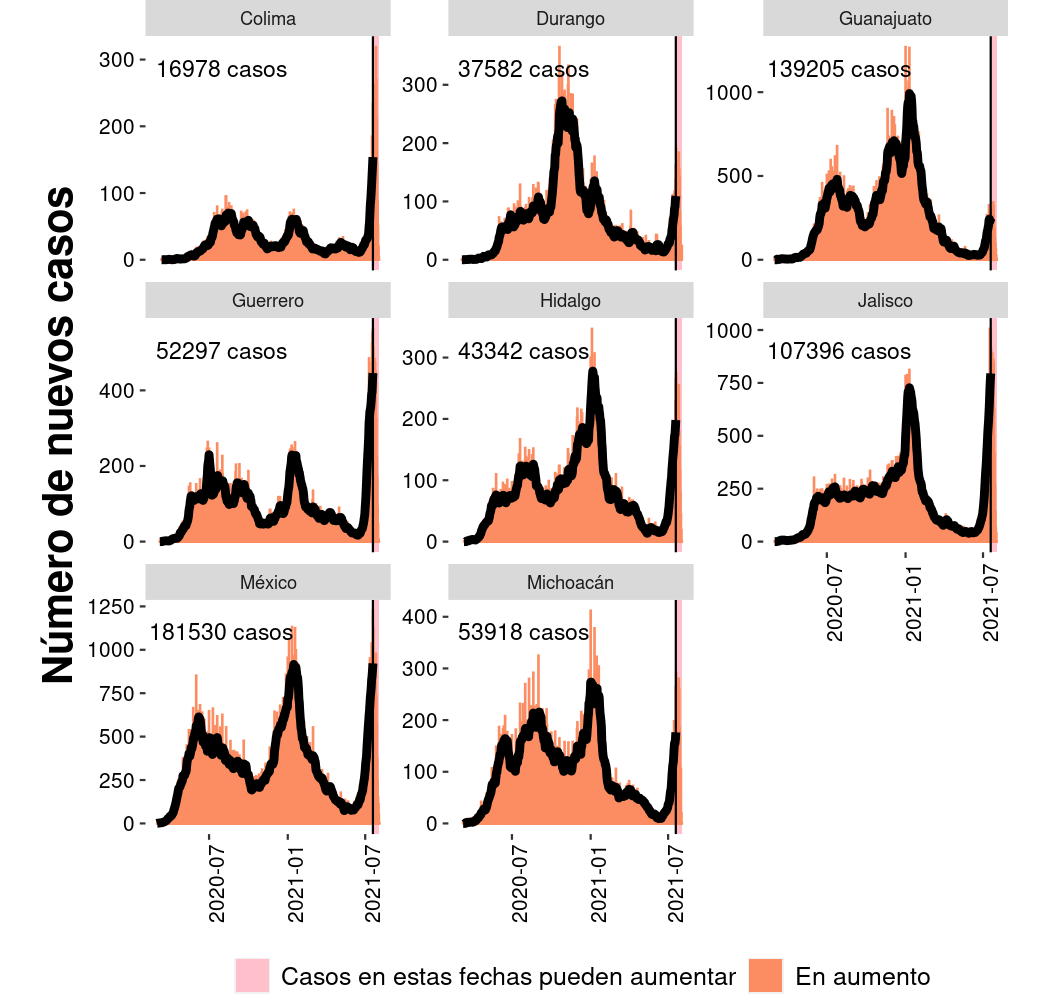 Número de nuevos casos
Colima
Durango
Guanajuato
16978 casos
37582 casos
139205 casos
300
200
100
0
300
200
100
0
1000
500
0
Guerrero
Hidalgo
Jalisco
52297 casos
43342 casos
107396 casos
400
200
0
300
200
100
0
1000
750
500
250
0
2020-07
2021-01
2021-07
México
Michoacán
181530 casos
53918 casos
1250
1000
750
500
250
0
400
300
200
100
0
2020-07
2021-01
2021-07
2020-07
2021-01
2021-07
Casos en estas fechas pueden aumentar
En aumento